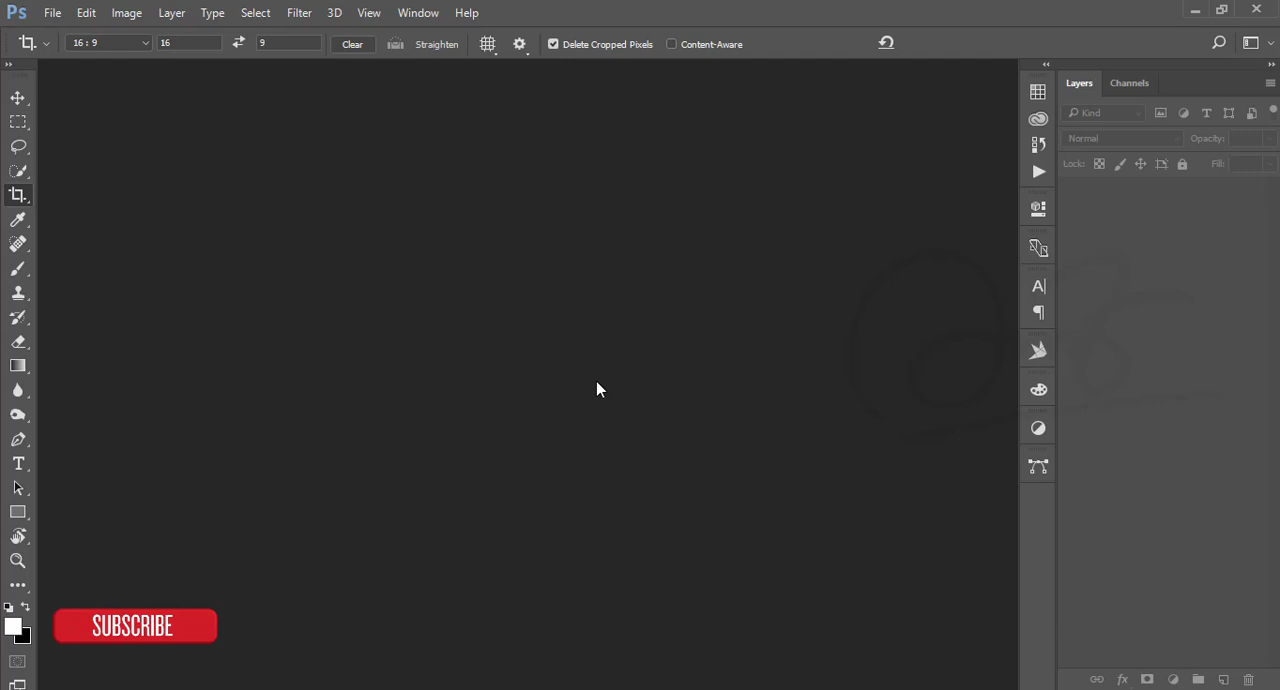 Ps File Edit Image Layer Type Select Filter 3D View Window Help
16 : 9 16 9 Clear Straighten Delete Cropped Pixels Content-Aware
Layers Channels
Kind
Normal Opacity:
Lock: Fill:
A
T
SUBSCRIBE